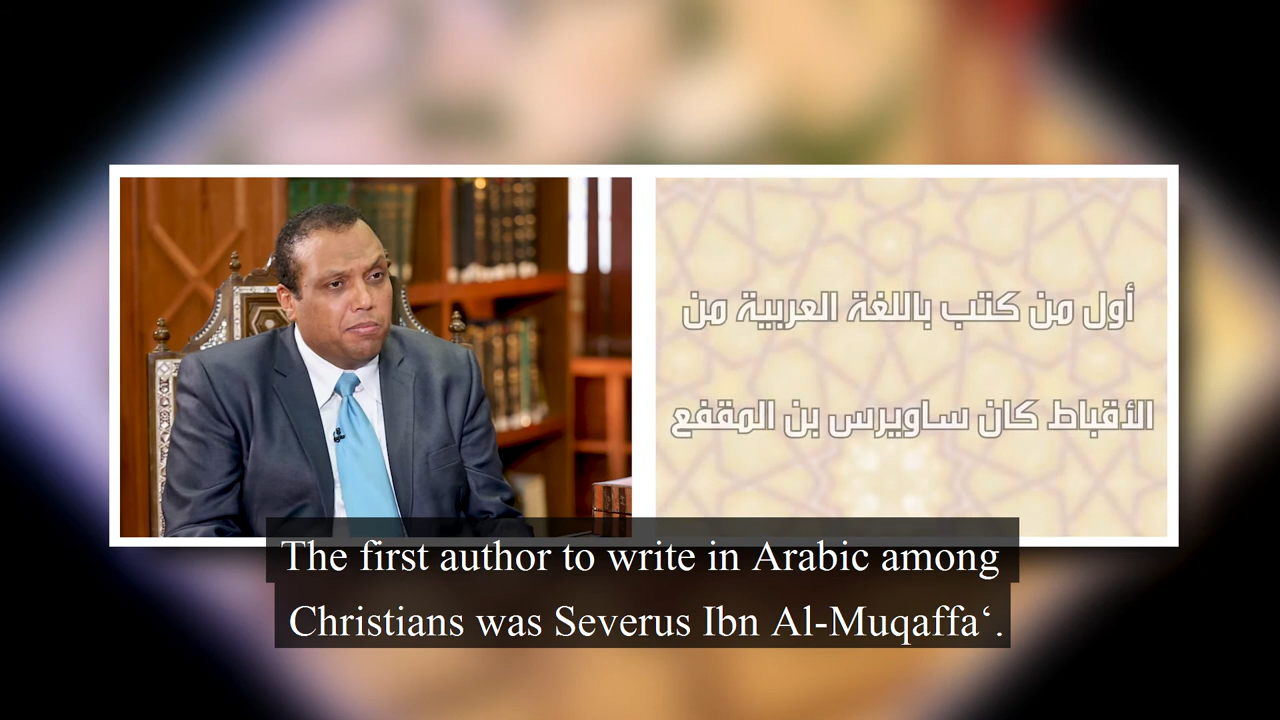 أول من كتب باللغة العربية من
الأقباط كان ساويرس بن المقفع
The first author to write in Arabic among
Christians was Severus Ibn Al-Muqaffa‘.